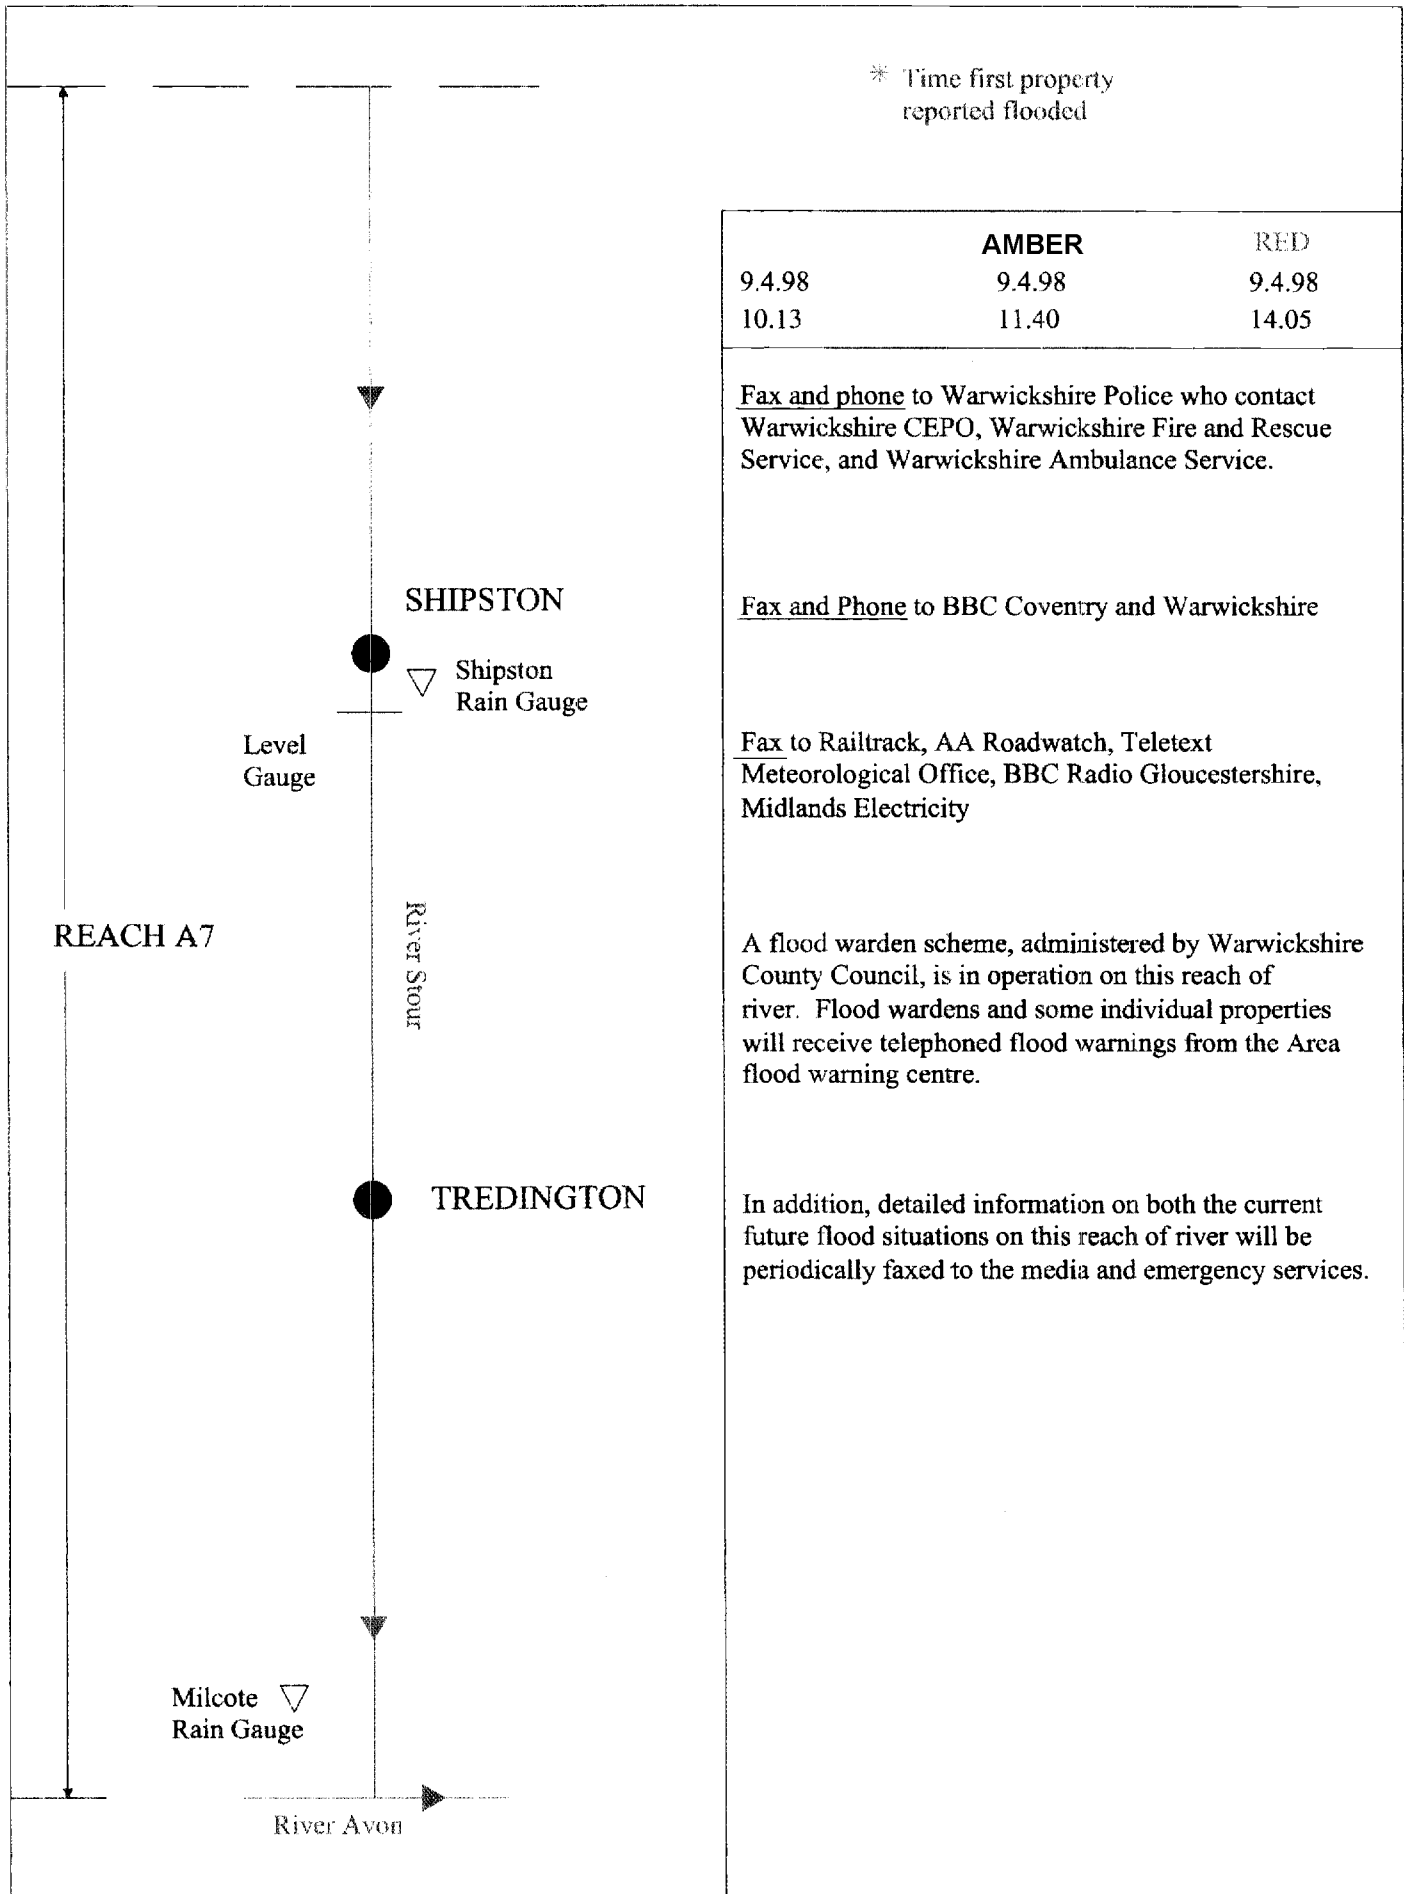 * Time first property
reported flooded
AMBER RED
9.4.98 9.4.98 9.4.98
10.13 11.40 14.05
Fax and phone to Warwickshire Police who contact
Warwickshire CEPO, Warwickshire Fire and Rescue
Service, and Warwickshire Ambulance Service.
SHIPSTON
Fax and Phone to BBC Coventry and Warwickshire
Shipston
Rain Gauge
Level
Gauge
Fax to Railtrack, AA Roadwatch, Teletext
Meteorological Office, BBC Radio Gloucestershire,
Midlands Electricity
REACH A7
River Stour
A flood warden scheme, administered by Warwickshire
County Council, is in operation on this reach of
river. Flood wardens and some individual properties
will receive telephoned flood warnings from the Area
flood warning centre.
TREDINGTON
In addition, detailed information on both the current
future flood situations on this reach of river will be
periodically faxed to the media and emergency services.
Milcote
Rain Gauge
River Avon